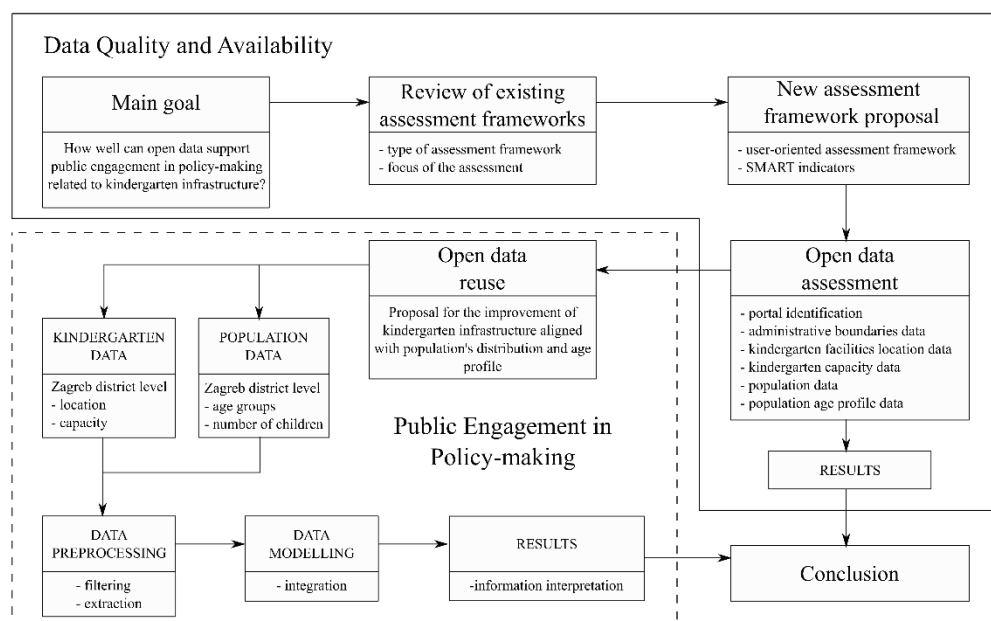 Data Quality and Availability
Main goal
How well can open data support
public engagement in policy-making
related to kindergarten infrastructure?
Review of existing
assessment frameworks
- type of assessment framework
- focus of the assessment
New assessment
framework proposal
- user-oriented assessment framework
- SMART indicators
Open data
assessment
- portal identification
- administrative boundaries data
- kindergarten facilities location data
- kindergarten capacity data
- population data
- population age profile data
Open data
reuse
Proposal for the improvement of
kindergarten infrastructure aligned
with population's distribution and age
profile
KINDERGARTEN
DATA
Zagreb district level
- location
- capacity
POPULATION
DATA
Zagreb district level
- age groups
- number of children
Public Engagement in
Policy-making
RESULTS
DATA
PREPROCESSING
- filtering
- extraction
DATA
MODELLING
- integration
RESULTS
-information interpretation
Conclusion